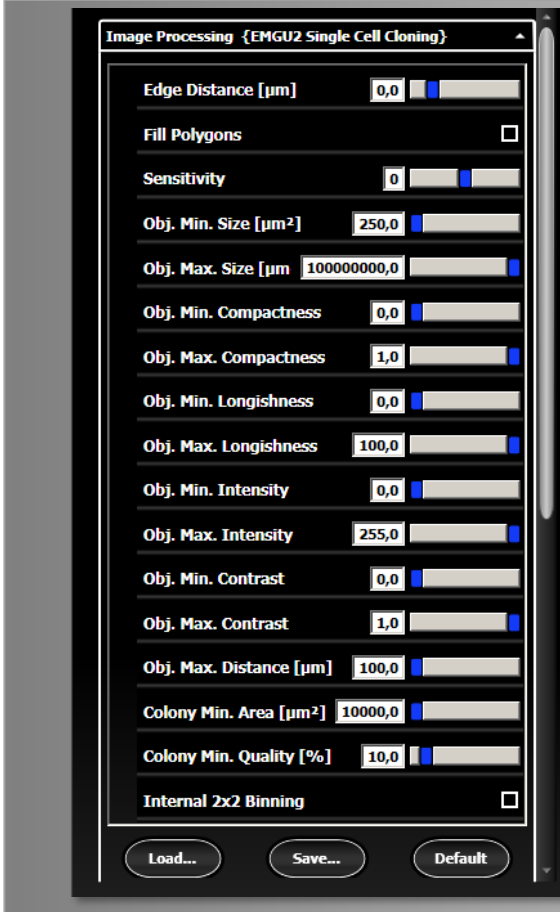 Image Processing {EMGU2 Single Cell Cloning}
Edge Distance [µm] 0,0
Fill Polygons
Sensitivity 0
Obj. Min. Size [µm²] 250,0
Obj. Max. Size [µm 100000000,0
Obj. Min. Compactness 0,0
Obj. Max. Compactness 1,0
Obj. Min. Longishness 0,0
Obj. Max. Longishness 100,0
Obj. Min. Intensity 0,0
Obj. Max. Intensity 255,0
Obj. Min. Contrast 0,0
Obj. Max. Contrast 1,0
Obj. Max. Distance [µm] 100,0
Colony Min. Area [µm²] 10000,0
Colony Min. Quality [%] 10,0
Internal 2x2 Binning
Load... Save... Default